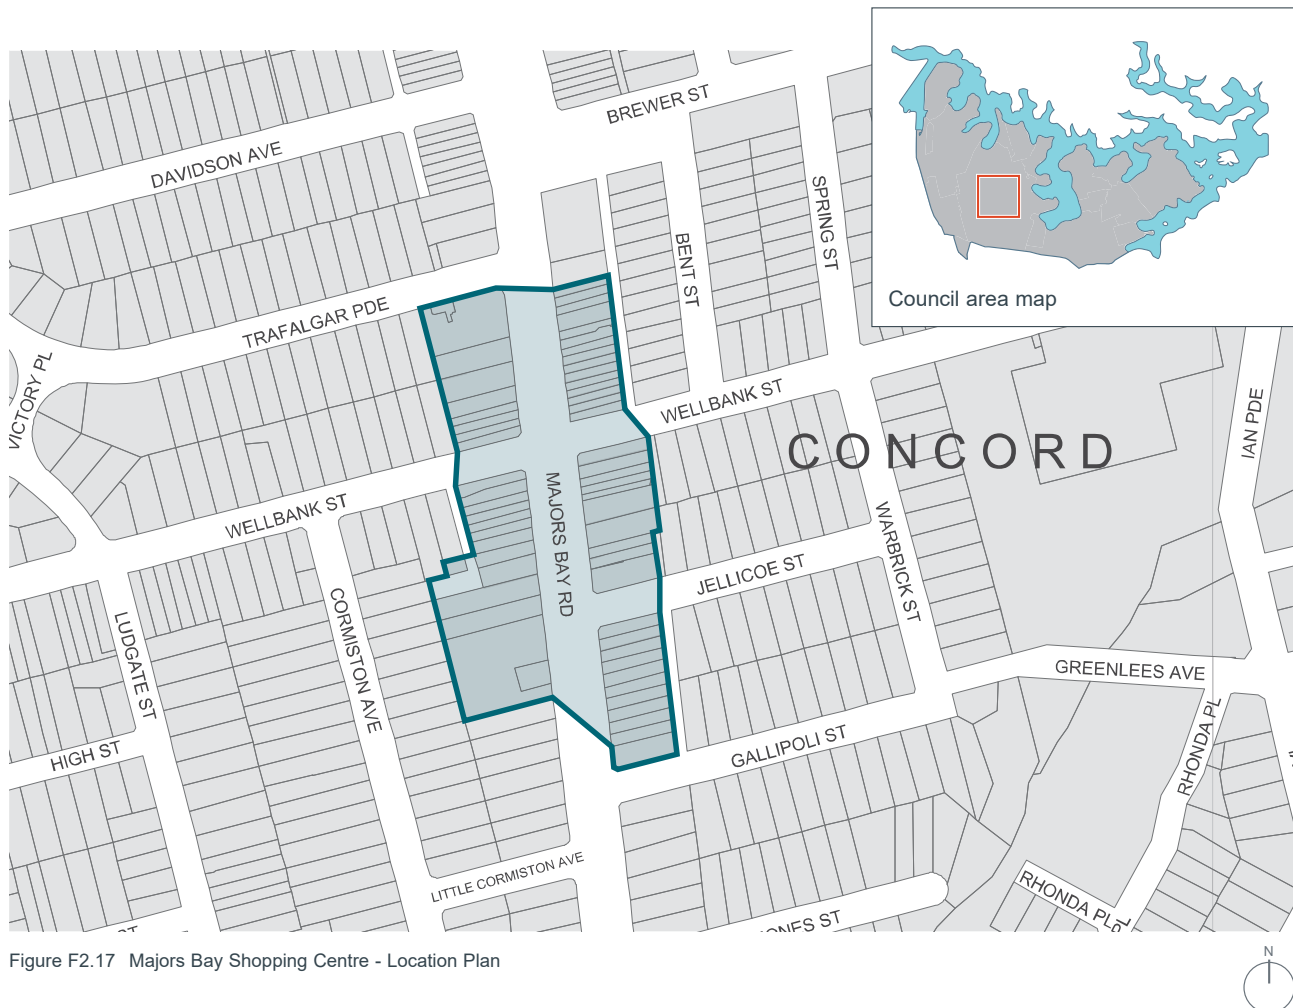 BREWER ST
DAVIDSON AVE
SPRING ST
BENT ST
Council area map
TRAFALGAR PDE
VICTORY PL
WELLBANK ST
CONCORD
IAN PDE
WELLBANK ST
MAJORS BAY RD
WARBRICK ST
JELLICOE ST
CORMISTON AVE
LUDGATE ST
GREENLEES AVE
RHONDA PL
HIGH ST
GALLIPOLI ST
LITTLE CORMISTON AVE
RHONDA PL
ST
Figure F2.17 Majors Bay Shopping Centre - Location Plan
N